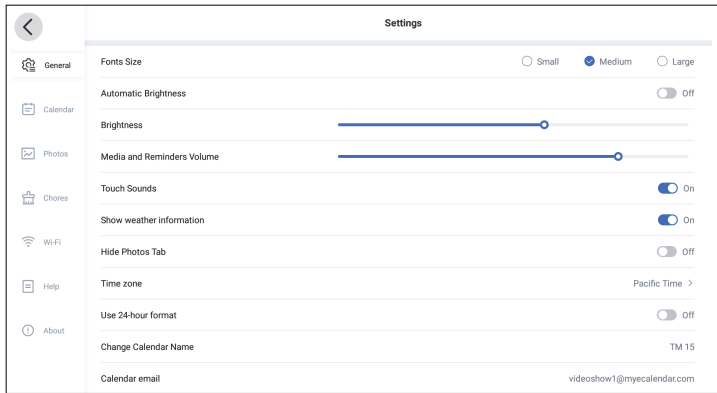 Settings
General
Fonts Size Small Medium Large
Automatic Brightness Off
Calendar
Brightness
Photos
Media and Reminders Volume
Chores
Touch Sounds On
Show weather information On
Wi-Fi
Hide Photos Tab Off
Help
Time zone Pacific Time >
About
Use 24-hour format Off
Change Calendar Name TM 15
Calendar email videoshow1@myecalendar.com